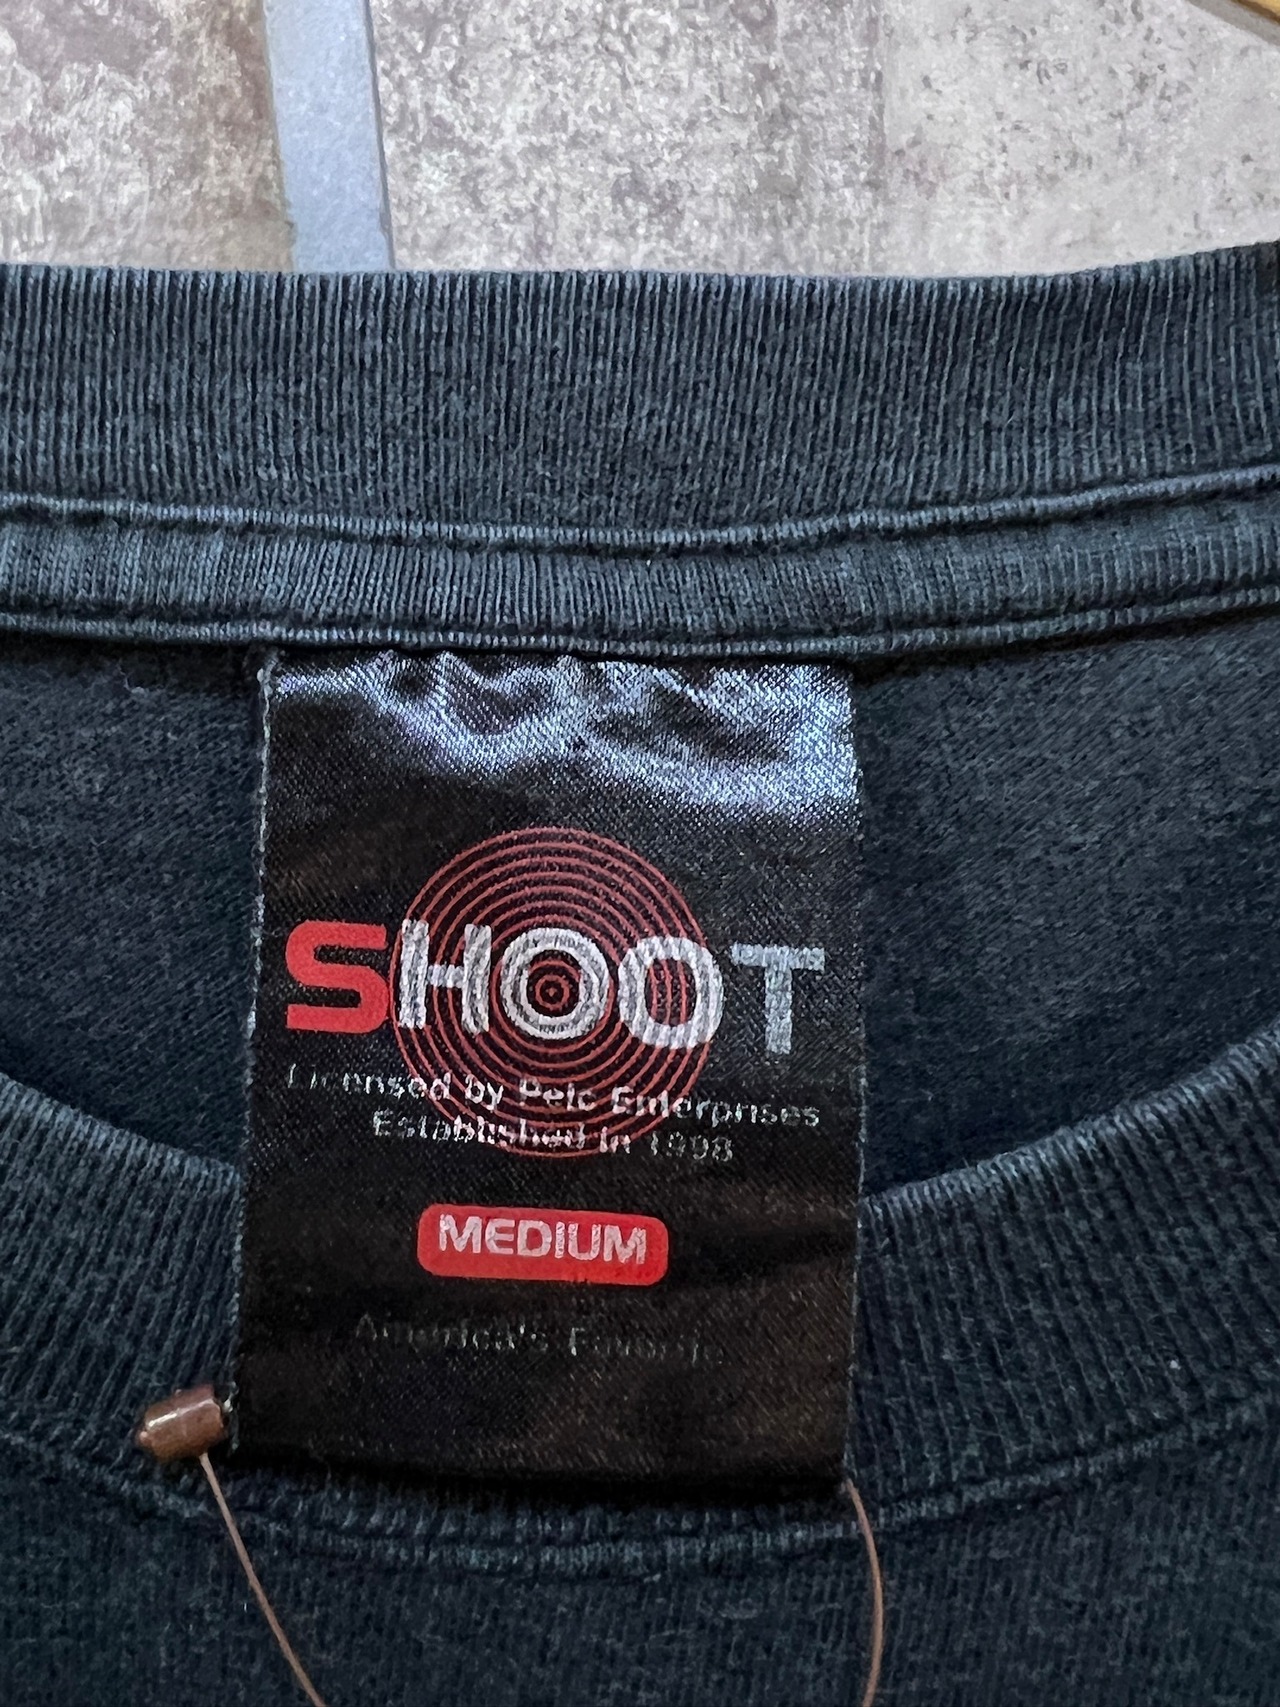 SHOOT
Licensed by Pelc Enterprises
Established in 1998
MEDIUM
America's Favorite